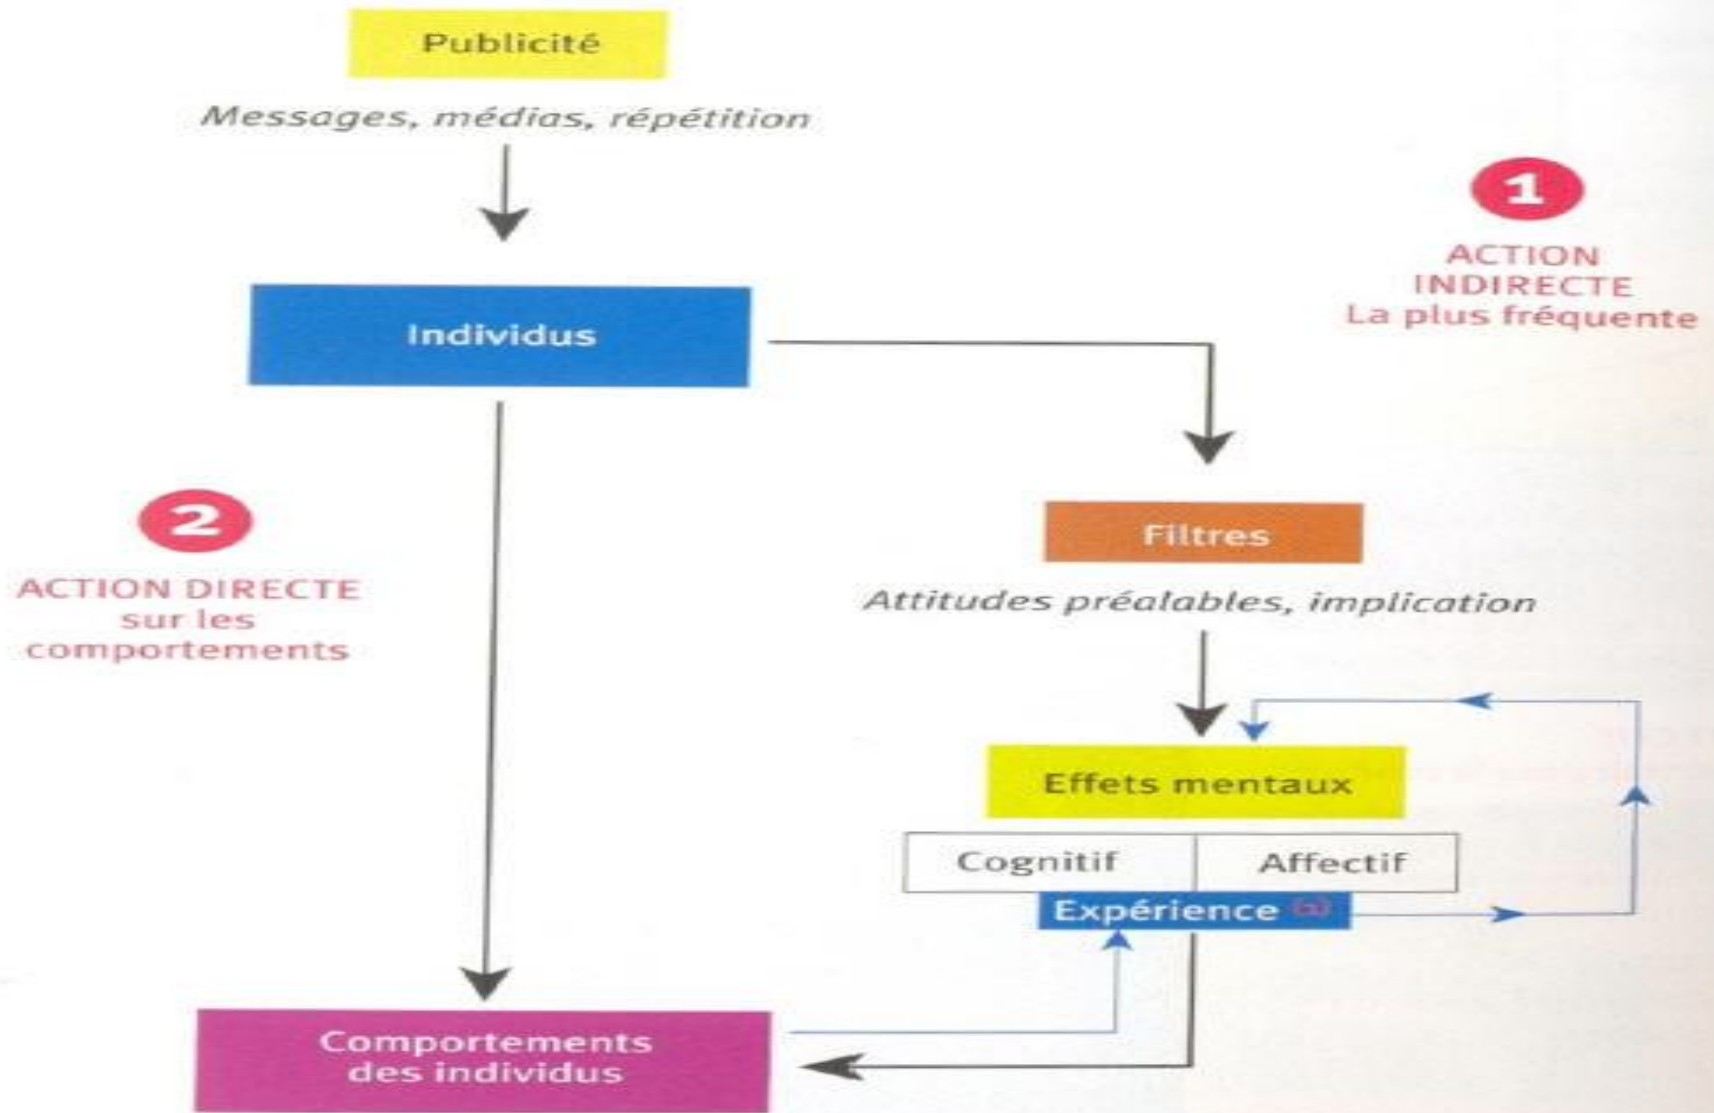 Publicité
Messages, médias, répétition
1
ACTION
INDIRECTE
La plus fréquente
Individus
2
ACTION DIRECTE
sur les
comportements
Filtres
Attitudes préalables, implication
Effets mentaux
Cognitif
Affectif
Expérience
Comportements
des individus